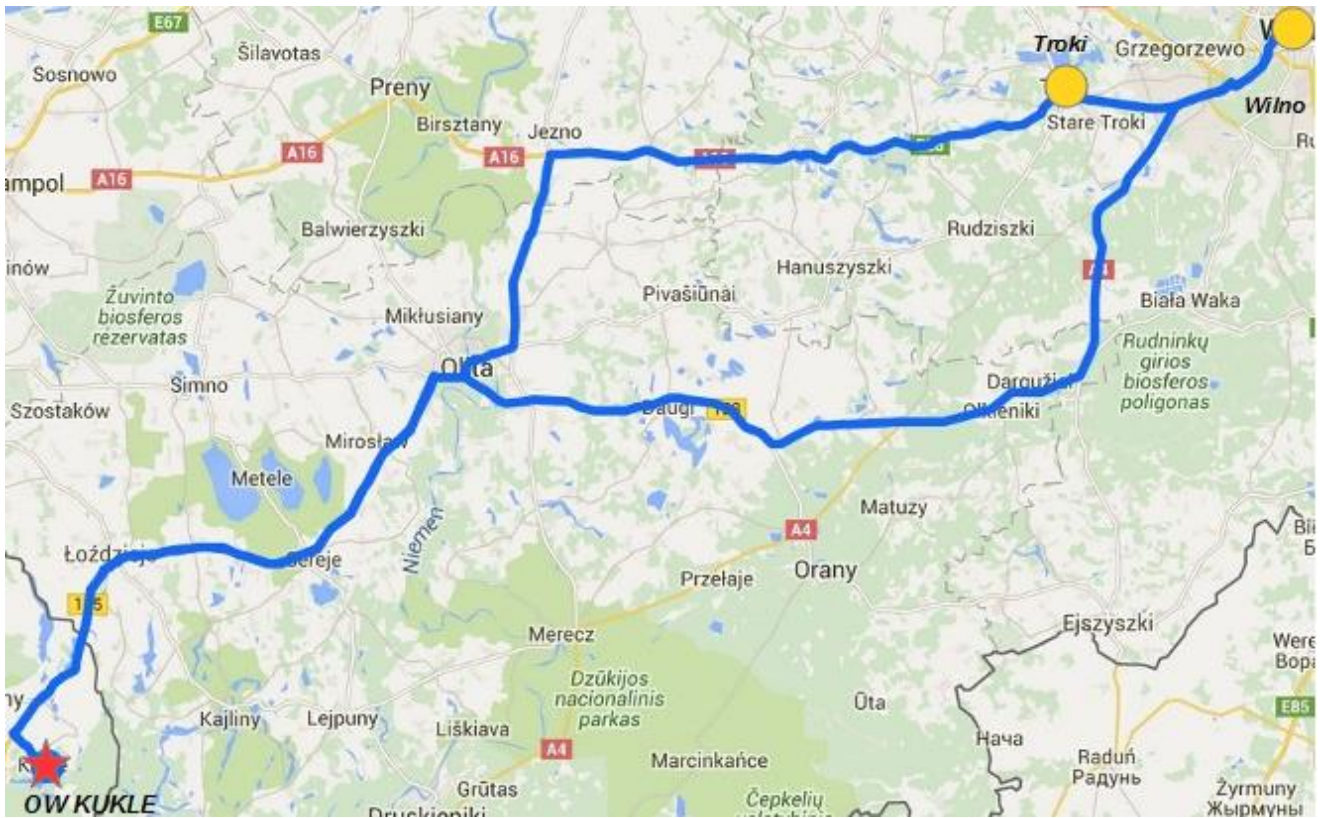 E67
Šilavotas
Sosnowo
Preny
Birsztany
Jezno
Troki
Grzegorzewo
Stare Troki
Wilno
A16
A16
A16
ampol
Balwierzyszki
Rudziszki
inów
Hanuszyszki
Pivašiūnai
Žuvinto
biosferos
rezervatas
Mikłusiany
Biała Waka
Rudninkų
girios
biosferos
poligonas
Olita
Simno
Szostaków
Daugi
Olkieniki
Mirosław
Metele
Niemen
Matuzy
A4
Łoździeje
Sereje
Przełaje
Orany
Ejszyszki
Merecz
Dzūkijos
nacionalinis
parkas
Kajliny
Lejpuny
Liškiava
Ūta
E85
Нача
A4
Marcinkańce
Raduń
Радунь
Grūtas
Żyrmuny
Жырмуны
OW KUKLE
Druskieniki
Čepkelių